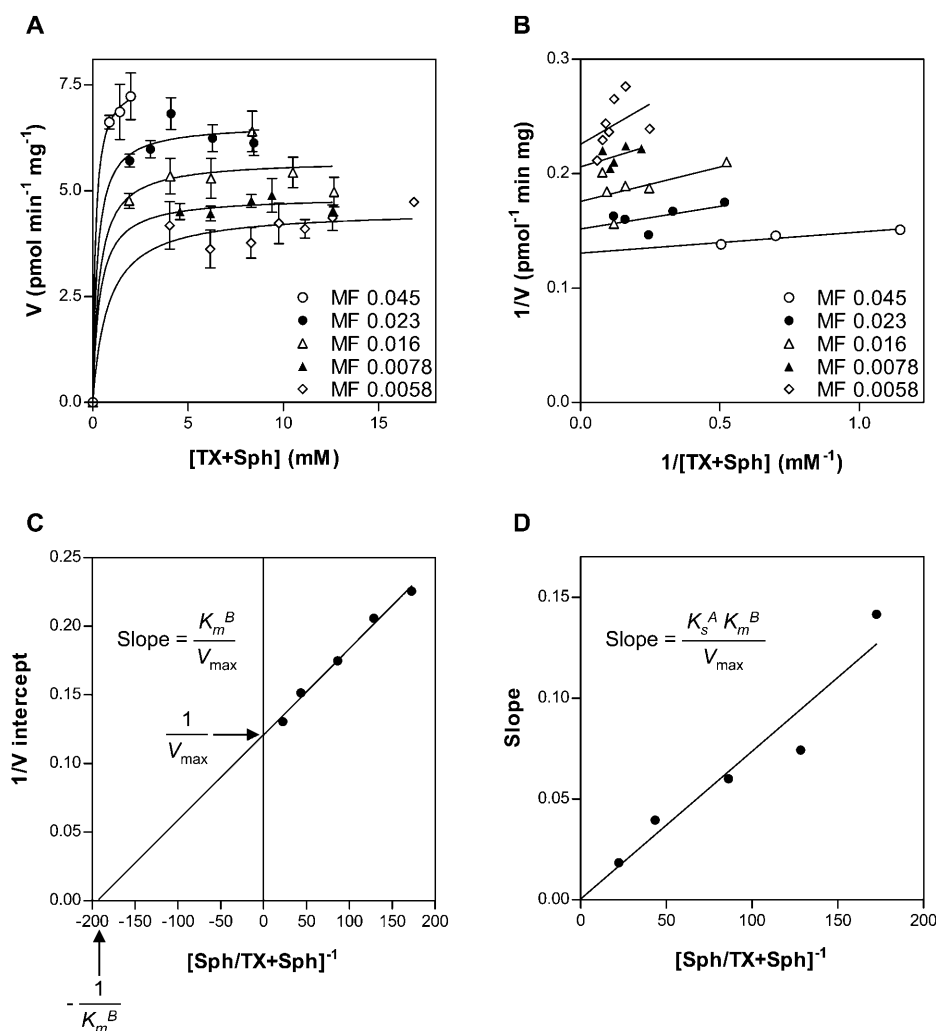 A
7.5
5.0
2.5
0.0
0
5
10
15
V (pmol min⁻¹ mg⁻¹)
[TX+Sph] (mM)
MF 0.045
MF 0.023
MF 0.016
MF 0.0078
MF 0.0058
B
0.3
0.2
0.1
0.0
0.0
0.5
1.0
1/V (pmol⁻¹ min mg)
1/[TX+Sph] (mM⁻¹)
MF 0.045
MF 0.023
MF 0.016
MF 0.0078
MF 0.0058
C
0.25
0.20
0.15
0.10
0.05
0.00
-200 -150 -100 -50 0 50 100 150 200
1/V intercept
[Sph/TX+Sph]⁻¹
Slope = Kₘᴮ / Vmax
1 / Vmax
- 1 / Kₘᴮ
D
0.15
0.10
0.05
0.00
0 50 100 150 200
Slope
[Sph/TX+Sph]⁻¹
Slope = Kₛᴬ Kₘᴮ / Vmax